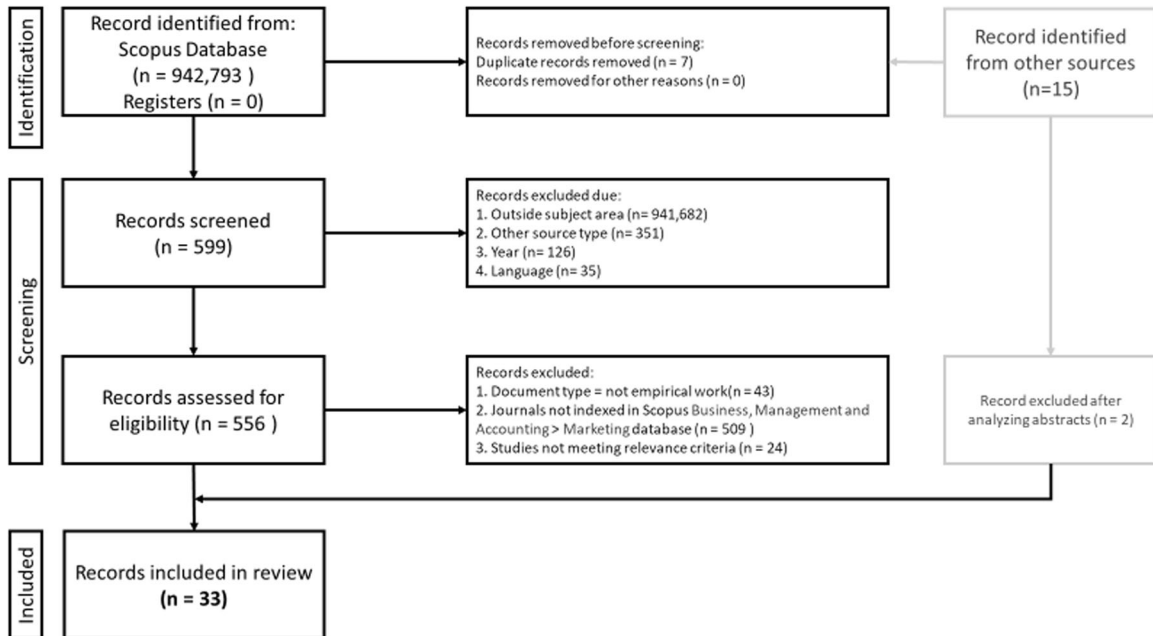 Identification
Record identified from:
Scopus Database
(n = 942,793 )
Registers (n = 0)
Records removed before screening:
Duplicate records removed (n = 7)
Records removed for other reasons (n = 0)
Record identified
from other sources
(n=15)
Screening
Records screened
(n = 599)
Records excluded due:
1. Outside subject area (n= 941,682)
2. Other source type (n= 351)
3. Year (n= 126)
4. Language (n= 35)
Records assessed for
eligibility (n = 556 )
Records excluded:
1. Document type = not empirical work(n = 43)
2. Journals not indexed in Scopus Business, Management and
Accounting > Marketing database (n = 509 )
3. Studies not meeting relevance criteria (n = 24)
Record excluded after
analyzing abstracts (n = 2)
Included
Records included in review
(n = 33)